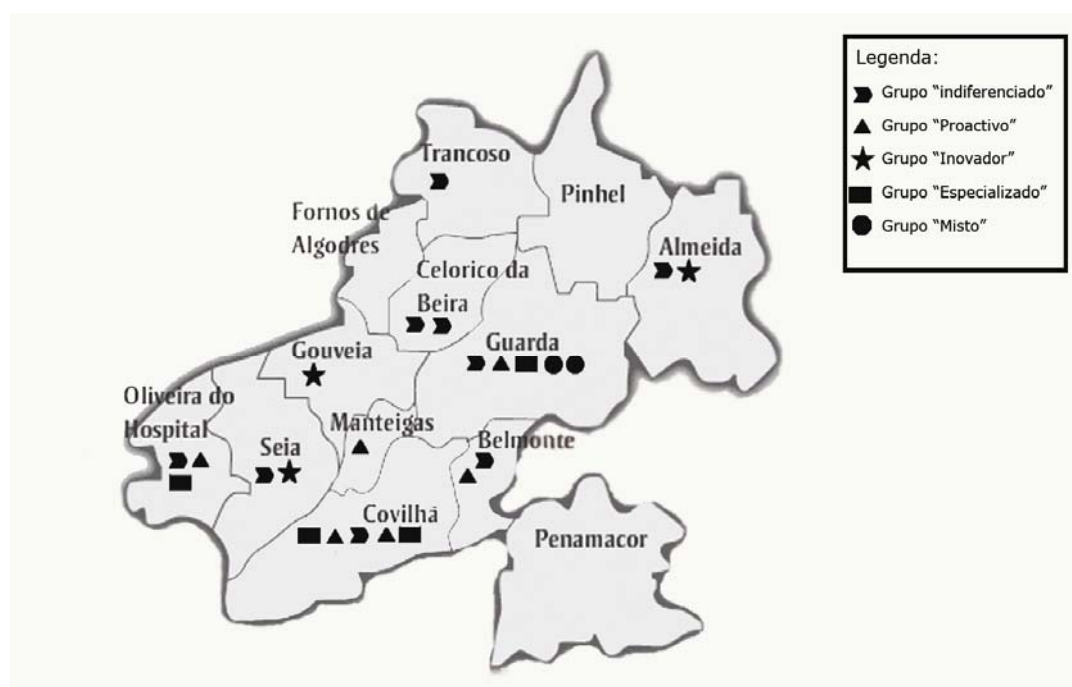 Legenda:
Grupo "indiferenciado"
Grupo "Proactivo"
Grupo "Inovador"
Grupo "Especializado"
Grupo "Misto"
Trancoso
Pinhel
Fornos de
Algodres
Almeida
Celorico da
Beira
Guarda
Gouveia
Oliveira do
Hospital
Manteigas
Seia
Belmonte
Covilhã
Penamacor